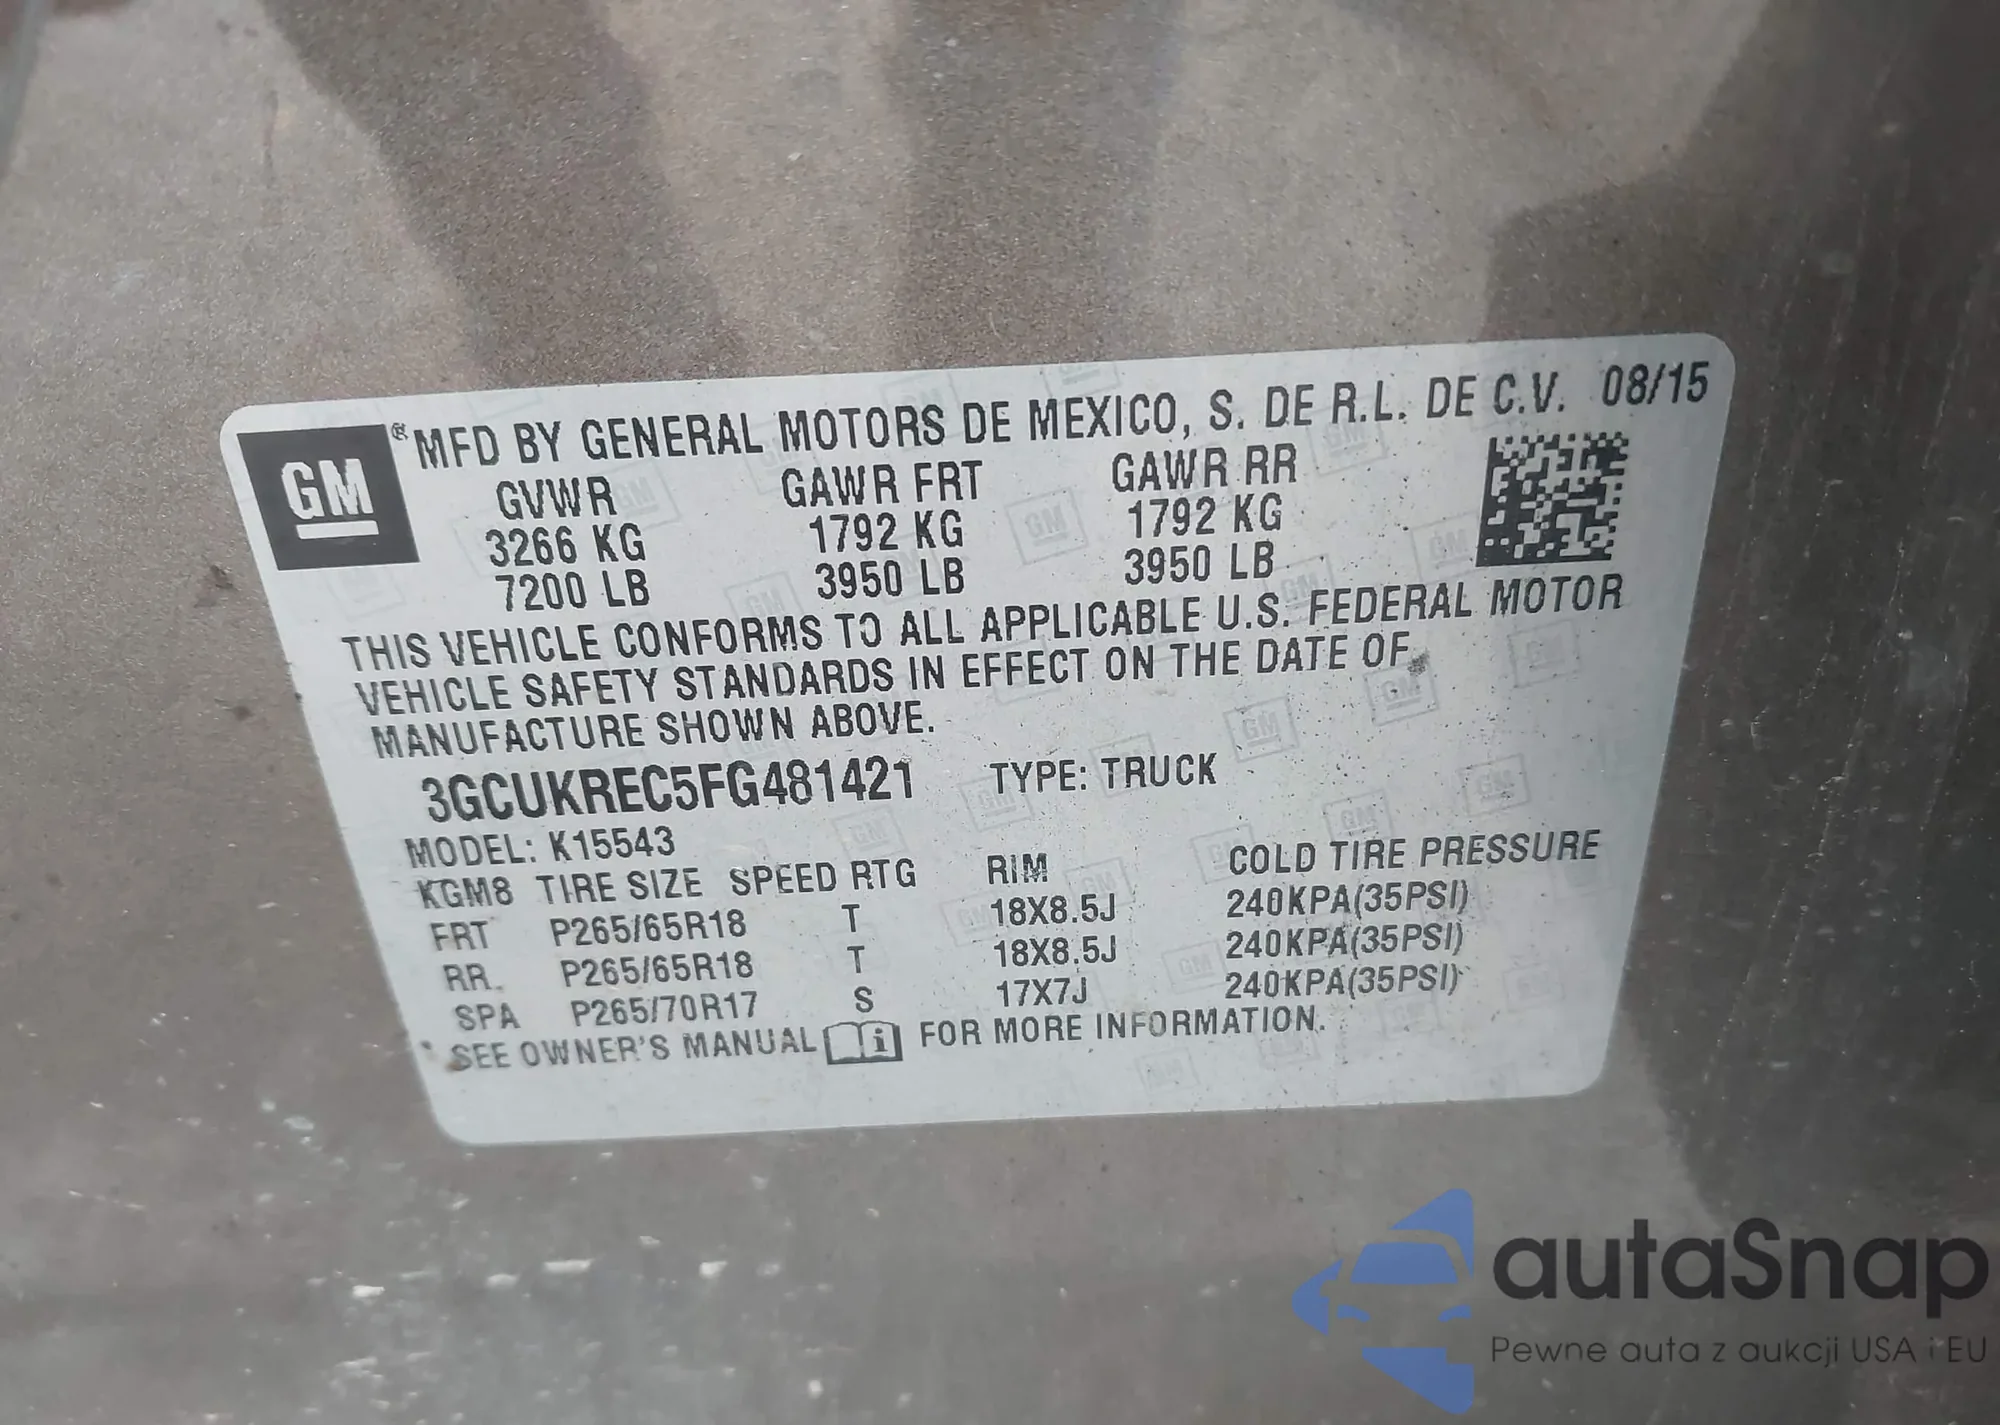 GM ® MFD BY GENERAL MOTORS DE MEXICO, S. DE R.L. DE C.V. 08/15
GVWR GAWR FRT GAWR RR
3266 KG 1792 KG 1792 KG
7200 LB 3950 LB 3950 LB
THIS VEHICLE CONFORMS TO ALL APPLICABLE U.S. FEDERAL MOTOR
VEHICLE SAFETY STANDARDS IN EFFECT ON THE DATE OF
MANUFACTURE SHOWN ABOVE.
3GCUKREC5FG481421 TYPE: TRUCK
MODEL: K15543
KGM8 TIRE SIZE SPEED RTG RIM COLD TIRE PRESSURE
FRT P265/65R18 T 18X8.5J 240KPA(35PSI)
RR. P265/65R18 T 18X8.5J 240KPA(35PSI)
SPA P265/70R17 S 17X7J 240KPA(35PSI)
SEE OWNER'S MANUAL i FOR MORE INFORMATION.
autaSnap
Pewne auta z aukcji USA i EU